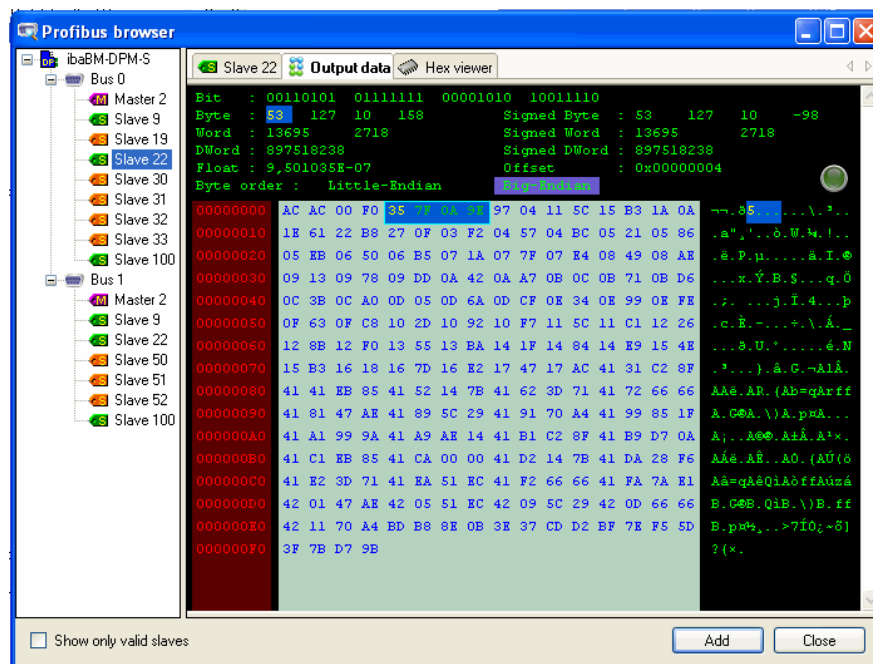 Profibus browser
ibaBM-DPM-S
Bus 0
Master 2
Slave 9
Slave 19
Slave 22
Slave 30
Slave 31
Slave 32
Slave 33
Slave 100
Bus 1
Master 2
Slave 9
Slave 22
Slave 50
Slave 51
Slave 52
Slave 100
Slave 22 Output data Hex viewer
Bit : 00110101 01111111 00001010 10011110
Byte : 53 127 10 158 Signed Byte : 53 127 10 -98
Word : 13695 2718 Signed Word : 13695 2718
DWord : 897518238 Signed DWord : 897518238
Float : 9,501035E-07 Offset : 0x00000004
Byte order : Little-Endian Big-Endian
00000000 AC AC 00 F0 35 7F 0A 9E 97 04 11 5C 15 B3 1A 0A
00000010 1E 61 22 B8 27 0F 03 F2 04 57 04 BC 05 21 05 86
00000020 05 EB 06 50 06 B5 07 1A 07 7F 07 E4 08 49 08 AE
00000030 09 13 09 78 09 DD 0A 42 0A A7 0B 0C 0B 71 0B D6
00000040 0C 3B 0C A0 0D 05 0D 6A 0D CF 0E 34 0E 99 0E FE
00000050 0F 63 0F C8 10 2D 10 92 10 F7 11 5C 11 C1 12 26
00000060 12 8B 12 F0 13 55 13 BA 14 1F 14 84 14 E9 15 4E
00000070 15 B3 16 18 16 7D 16 E2 17 47 17 AC 41 31 C2 8F
00000080 41 41 EB 85 41 52 14 7B 41 62 3D 71 41 72 66 66
00000090 41 81 47 AE 41 89 5C 29 41 91 70 A4 41 99 85 1F
000000A0 41 A1 99 9A 41 A9 AE 14 41 B1 C2 8F 41 B9 D7 0A
000000B0 41 C1 EB 85 41 CA 00 00 41 D2 14 7B 41 DA 28 F6
000000C0 41 E2 3D 71 41 EA 51 EC 41 F2 66 66 41 FA 7A E1
000000D0 42 01 47 AE 42 05 51 EC 42 09 5C 29 42 0D 66 66
000000E0 42 11 70 A4 BD B8 8E 0B 3E 37 CD D2 BF 7E F5 5D
000000F0 3F 7B D7 9B
Show only valid slaves Add Close